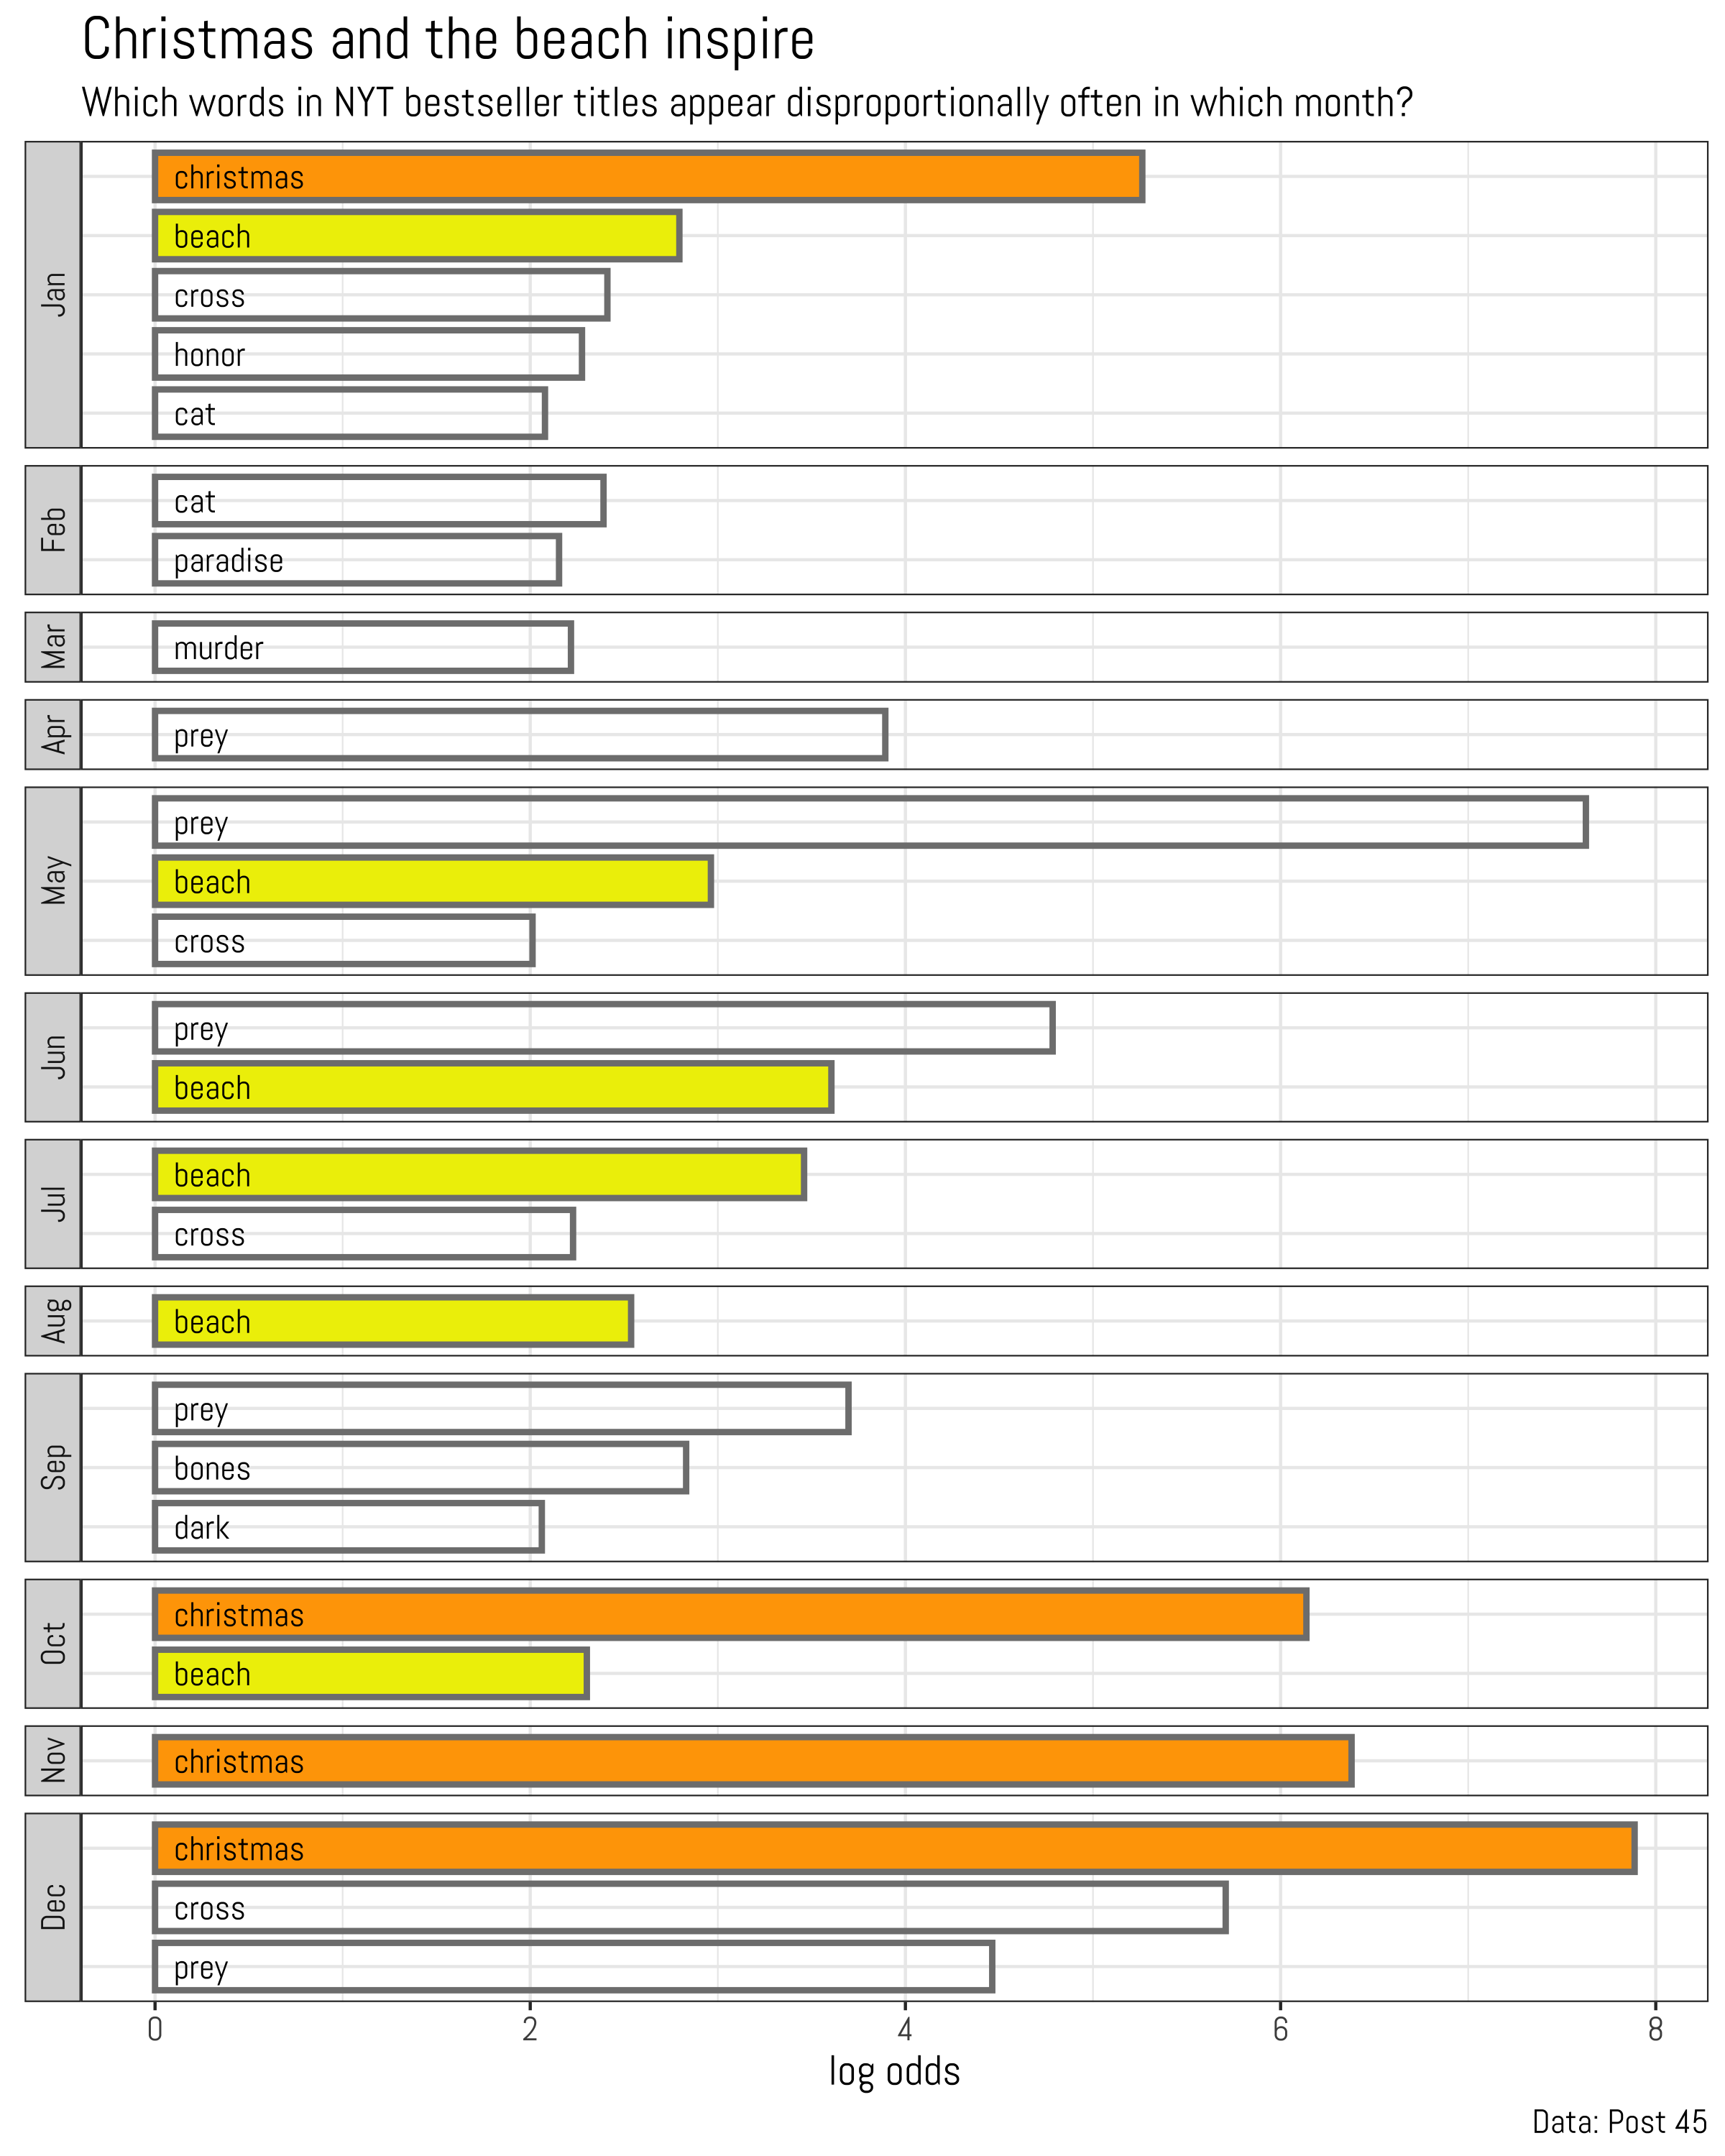 Christmas and the beach inspire
Which words in NYT bestseller titles appear disproportionally often in which month?
Jan
christmas
beach
cross
honor
cat
Feb
cat
paradise
Mar
murder
Apr
prey
May
prey
beach
cross
Jun
prey
beach
Jul
beach
cross
Aug
beach
Sep
prey
bones
dark
Oct
christmas
beach
Nov
christmas
Dec
christmas
cross
prey
0 2 4 6 8
log odds
Data: Post 45